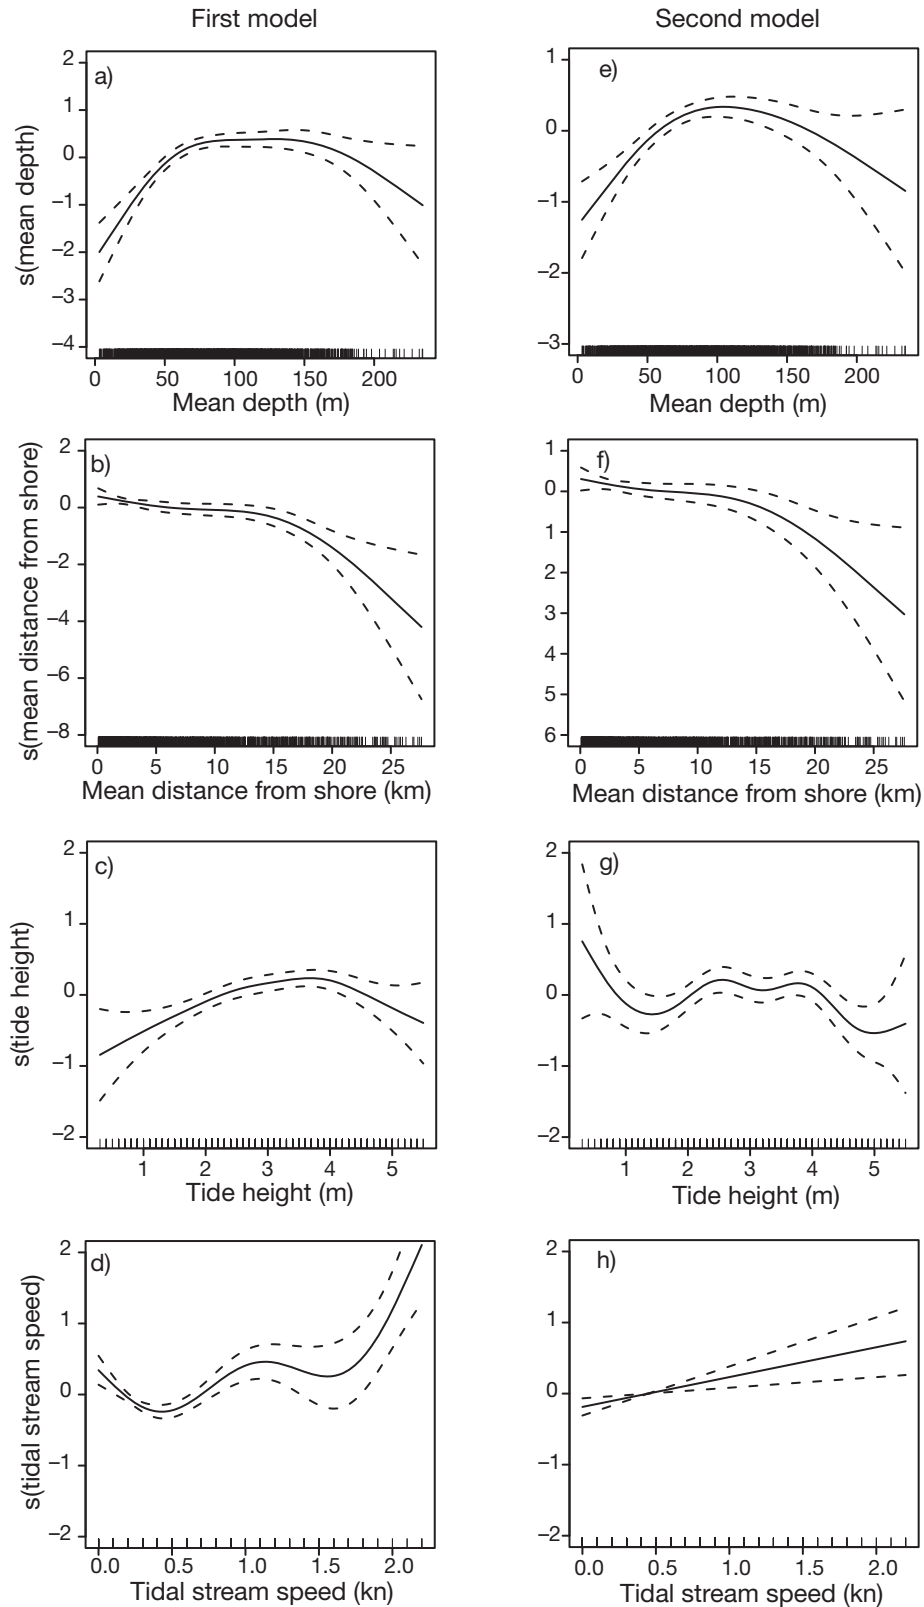 First model Second model
a)
2
1
0
–1
–2
–3
–4
s(mean depth)
0 50 100 150 200
Mean depth (m)
e)
1
0
–1
–2
–3
0 50 100 150 200
Mean depth (m)
b)
2
0
–2
–4
–6
–8
s(mean distance from shore)
0 5 10 15 20 25
Mean distance from shore (km)
f)
1
0
1
2
3
4
5
6
0 5 10 15 20 25
Mean distance from shore (km)
c)
2
1
0
–1
–2
s(tide height)
1 2 3 4 5
Tide height (m)
g)
2
1
0
–1
–2
1 2 3 4 5
Tide height (m)
d)
2
1
0
–1
–2
s(tidal stream speed)
0.0 0.5 1.0 1.5 2.0
Tidal stream speed (kn)
h)
2
1
0
–1
–2
0.0 0.5 1.0 1.5 2.0
Tidal stream speed (kn)